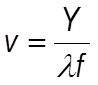 v = Y / λf